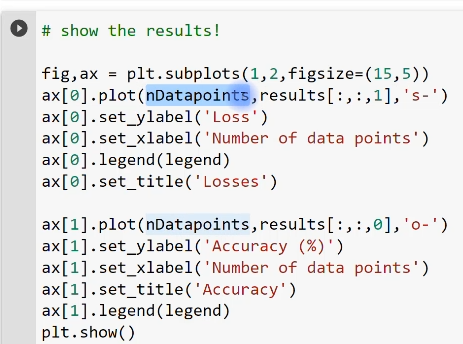 # show the results!
fig,ax = plt.subplots(1,2,figsize=(15,5))
ax[0].plot(nDatapoints,results[:,:,1],'s-')
ax[0].set_ylabel('Loss')
ax[0].set_xlabel('Number of data points')
ax[0].legend(legend)
ax[0].set_title('Losses')
ax[1].plot(nDatapoints,results[:,:,0],'o-')
ax[1].set_ylabel('Accuracy (%)')
ax[1].set_xlabel('Number of data points')
ax[1].set_title('Accuracy')
ax[1].legend(legend)
plt.show()